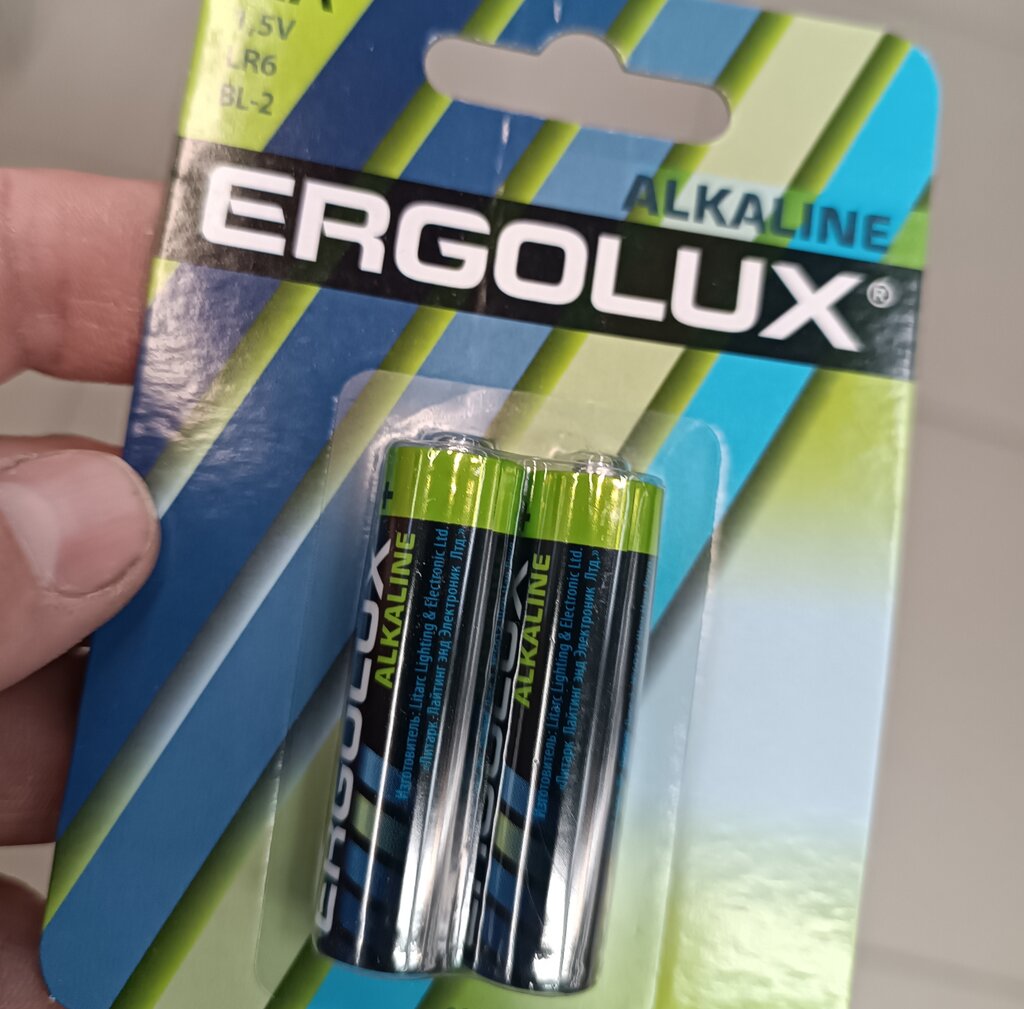 1,5V
LR6
BL-2
ALKALINE
ERGOLUX®
+
ERGOLUX
ALKALINE
Изготовитель: Litarc Lighting & Electronic Ltd.
«Литарк Лайтинг энд Электроник Лтд.»
+
ERGOLUX
ALKALINE
Изготовитель: Litarc Lighting & Electronic Ltd.
«Литарк Лайтинг энд Электроник Лтд.»